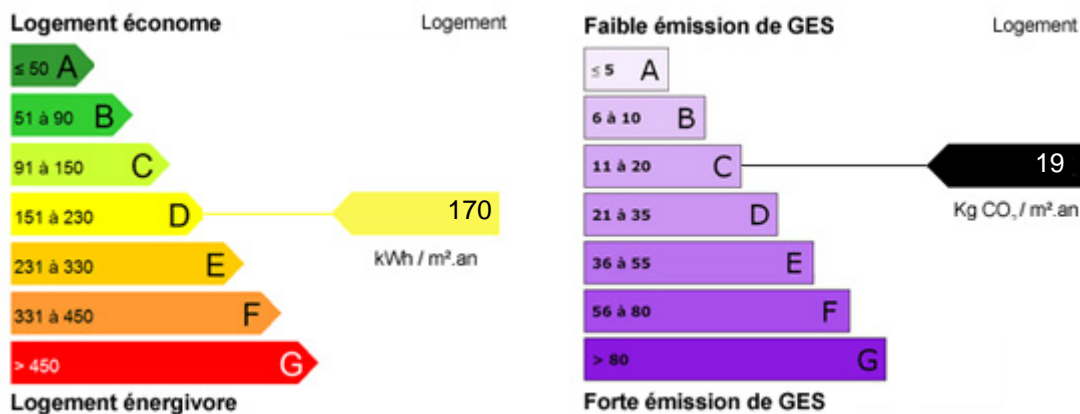 Logement économe Logement
≤ 50 A
51 à 90 B
91 à 150 C
151 à 230 D 170
kWh / m².an
231 à 330 E
331 à 450 F
> 450 G
Logement énergivore
Faible émission de GES Logement
≤ 5 A
6 à 10 B
11 à 20 C 19
Kg CO₂ / m².an
21 à 35 D
36 à 55 E
56 à 80 F
> 80 G
Forte émission de GES